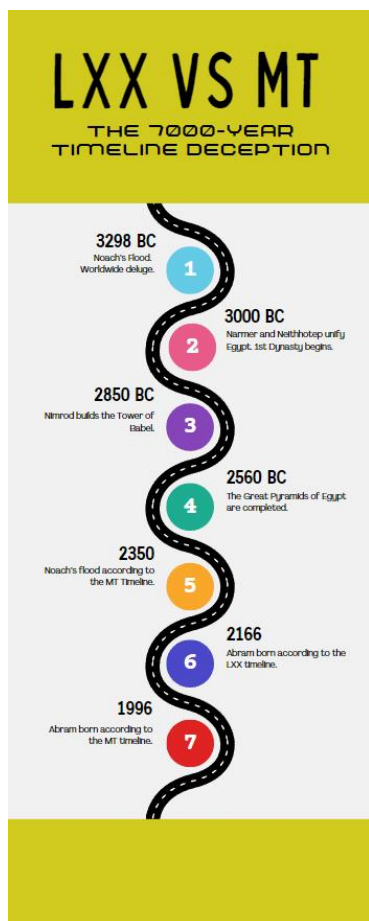 LXX VS MT
THE 7000-YEAR
TIMELINE DECEPTION
3298 BC
Noach's Flood.
Worldwide deluge.
1
3000 BC
Narmer and Neithhotep unify
Egypt. 1st Dynasty begins.
2
2850 BC
Nimrod builds the Tower of
Babel.
3
2560 BC
The Great Pyramids of Egypt
are completed.
4
2350
Noach's flood according to
the MT Timeline.
5
2166
Abram born according to the
LXX timeline.
6
1996
Abram born according to
the MT timeline.
7